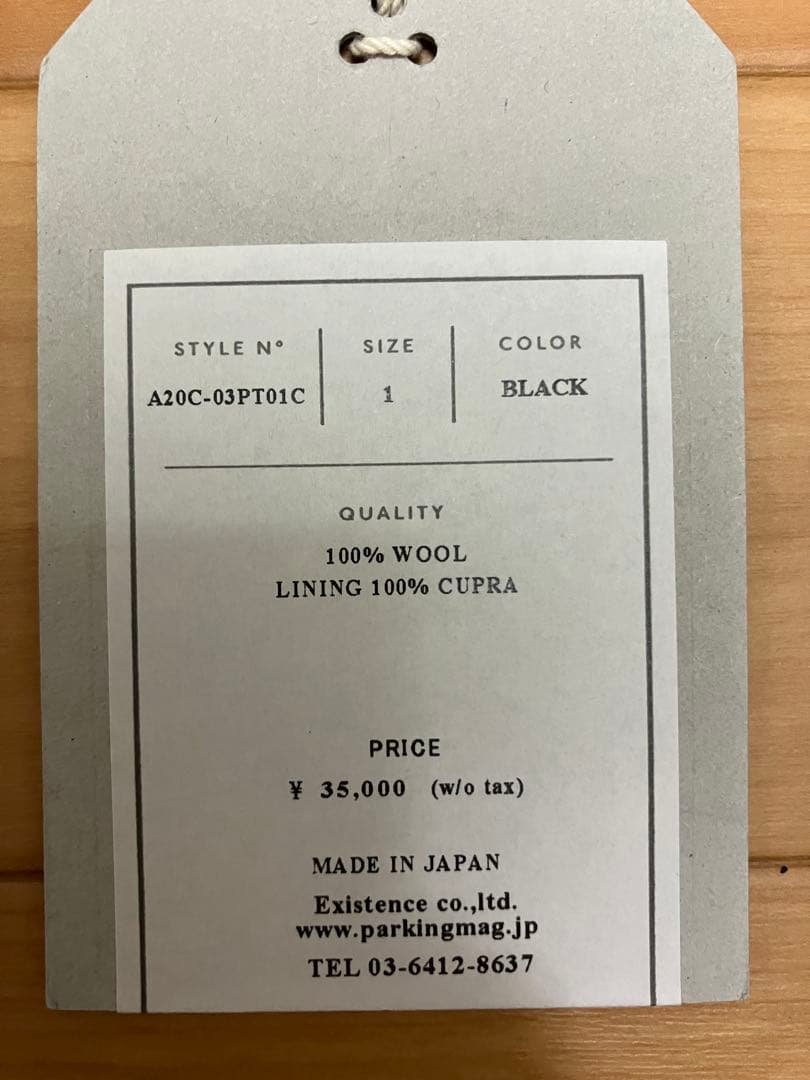 STYLE Nº
A20C-03PT01C
SIZE
1
COLOR
BLACK
QUALITY
100% WOOL
LINING 100% CUPRA
PRICE
¥ 35,000 (w/o tax)
MADE IN JAPAN
Existence co.,ltd.
www.parkingmag.jp
TEL 03-6412-8637